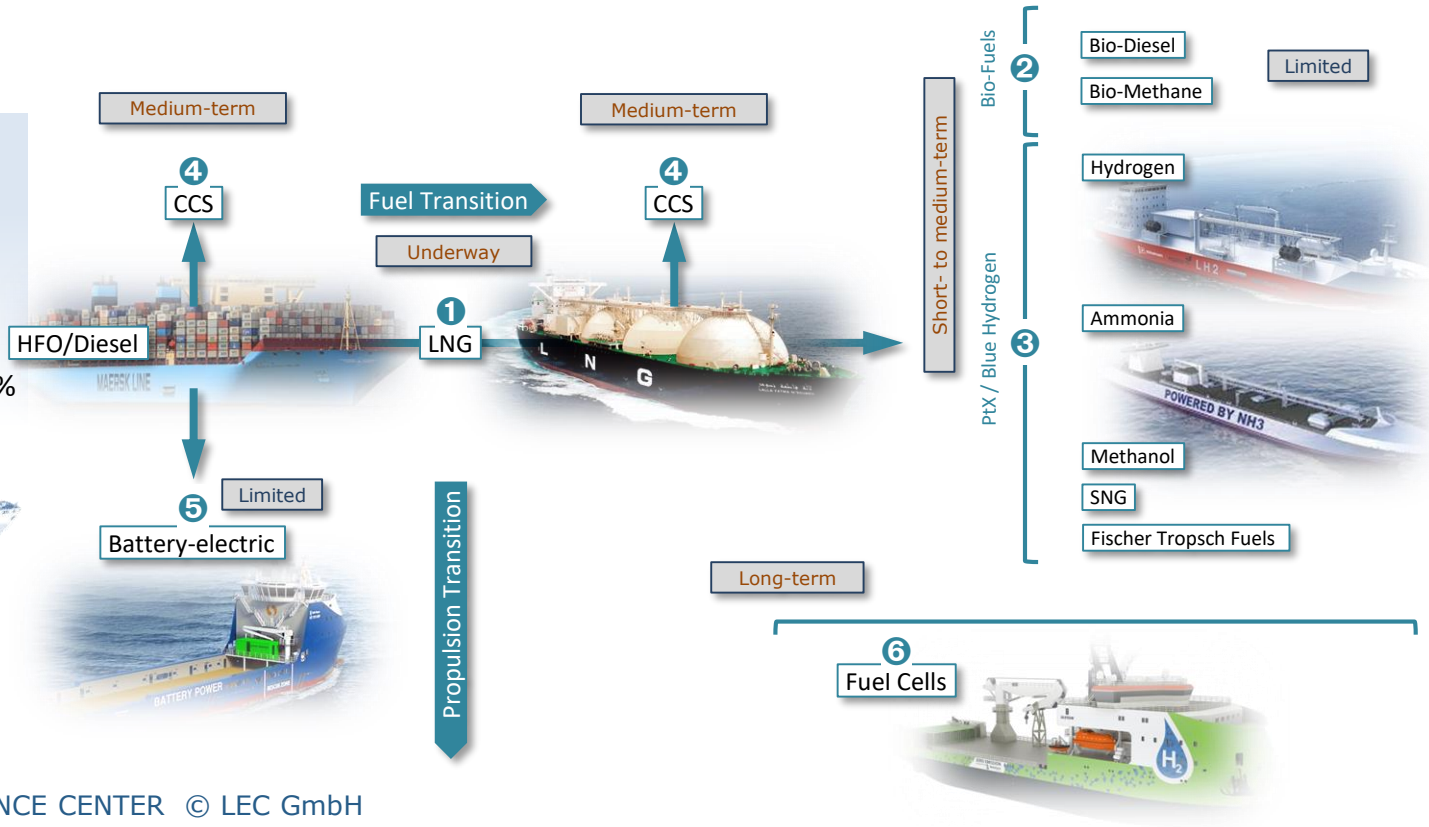 Medium-term
4
CCS
Fuel Transition
Underway
Medium-term
4
CCS
HFO/Diesel
%
MAERSK LINE
1
LNG
L N G
Short- to medium-term
Bio-Fuels
2
Bio-Diesel
Bio-Methane
Limited
PtX / Blue Hydrogen
3
Hydrogen
LH2
Ammonia
POWERED BY NH3
Methanol
SNG
Fischer Tropsch Fuels
5
Limited
Battery-electric
BATTERY POWER
Propulsion Transition
Long-term
6
Fuel Cells
H2
NCE CENTER © LEC GmbH